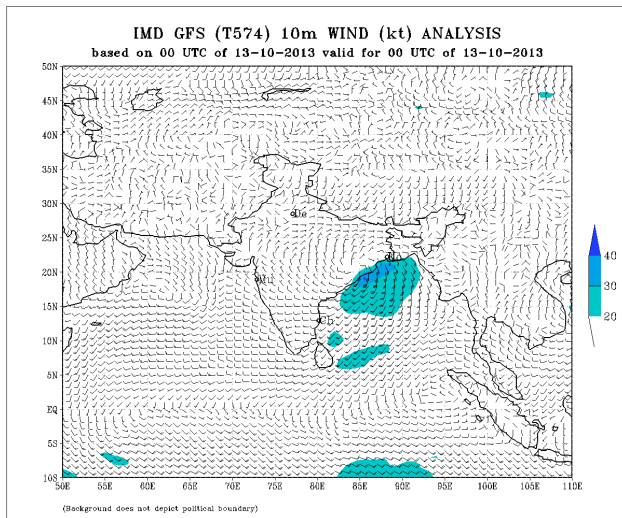 IMD GFS (T574) 10m WIND (kt) ANALYSIS
based on 00 UTC of 13-10-2013 valid for 00 UTC of 13-10-2013
50N
45N
40N
35N
30N
25N
20N
15N
10N
5N
EQ
5S
10S
De
Mu
Ch
40
30
20
50E 55E 60E 65E 70E 75E 80E 85E 90E 95E 100E 105E 110E
(Background does not depict political boundary)